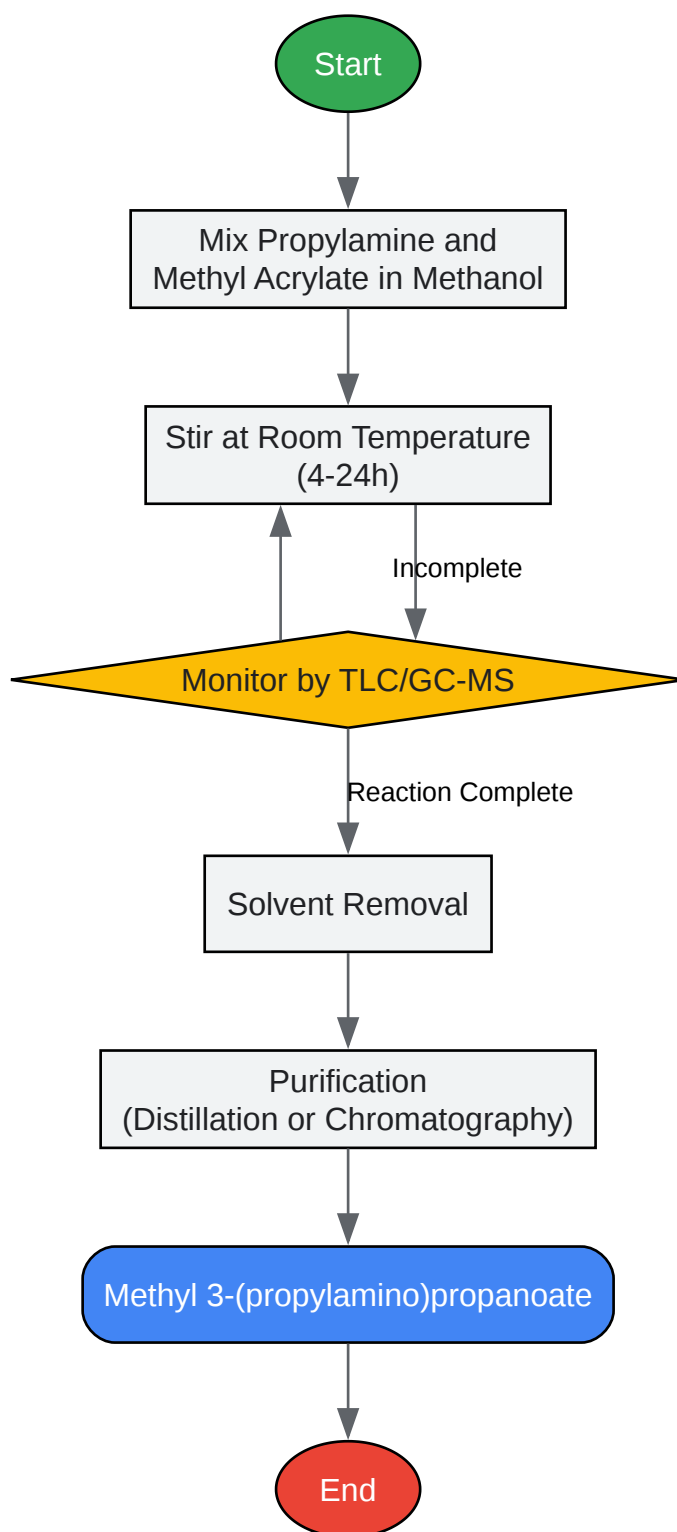 Start
Mix Propylamine and
Methyl Acrylate in Methanol
Stir at Room Temperature
(4-24h)
Incomplete
Monitor by TLC/GC-MS
Reaction Complete
Solvent Removal
Purification
(Distillation or Chromatography)
Methyl 3-(propylamino)propanoate
End